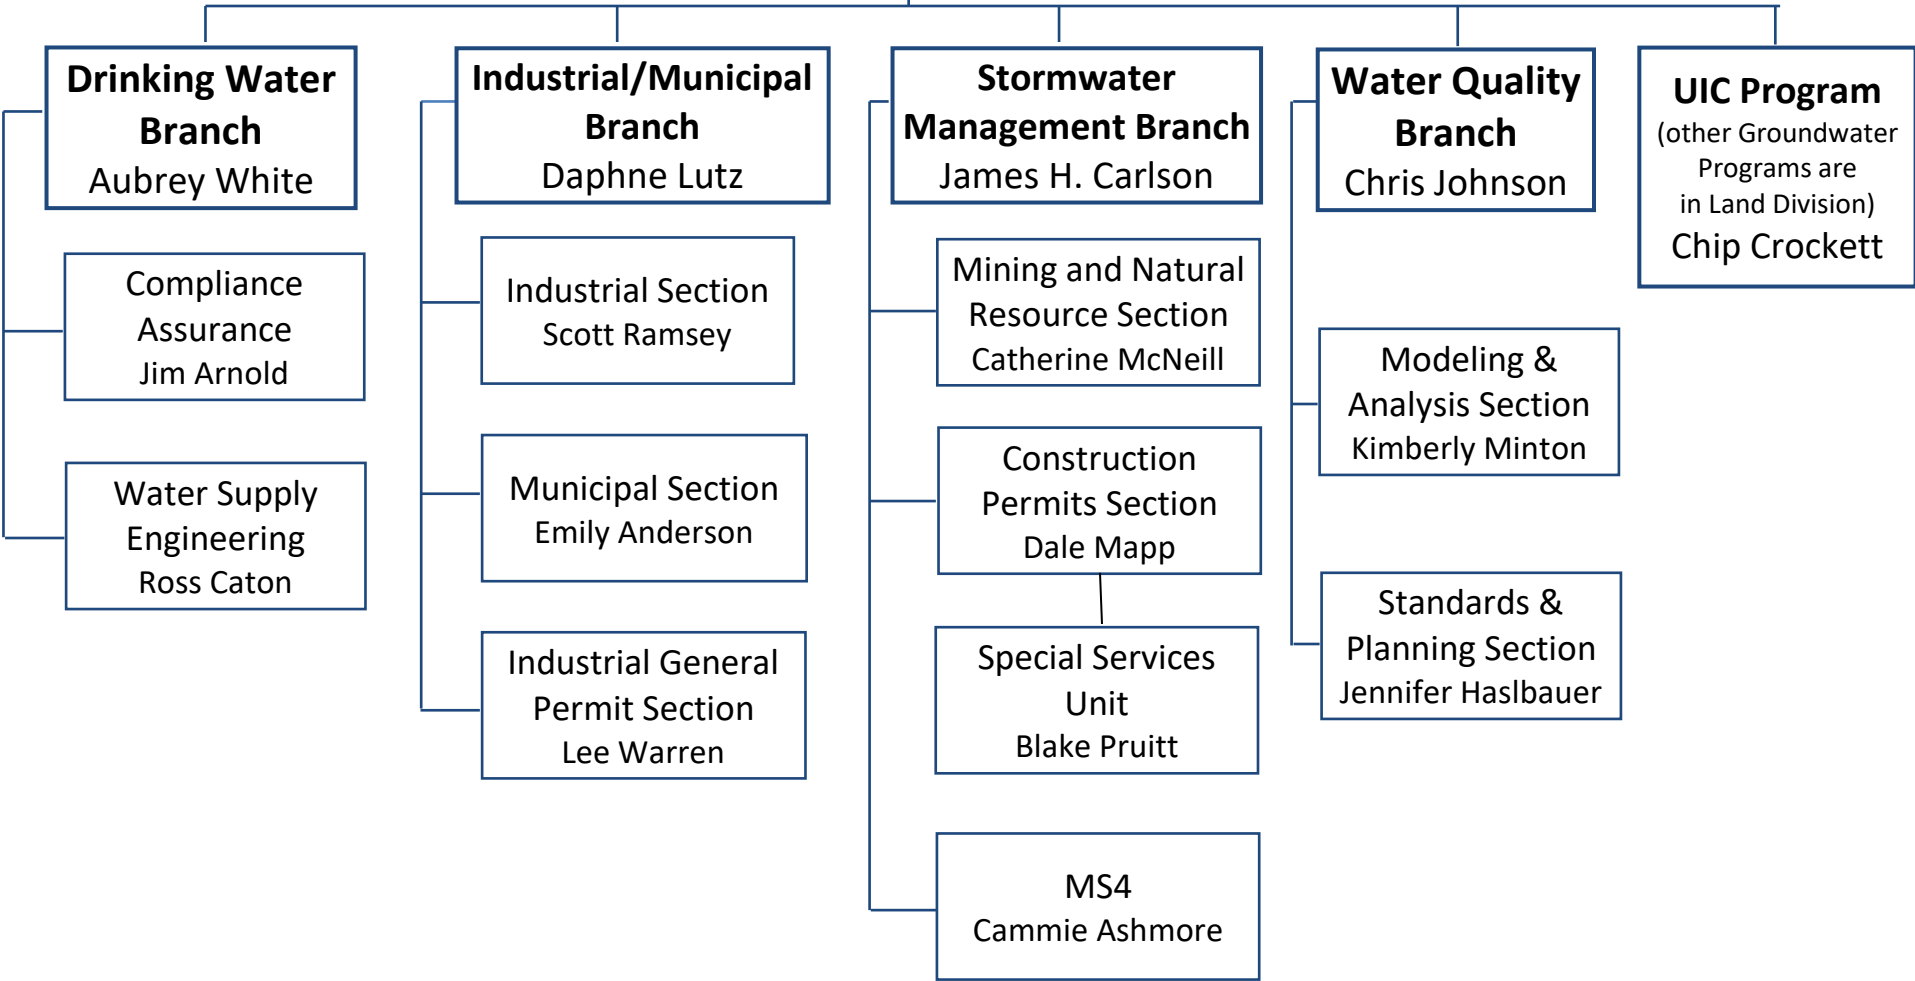 Drinking Water
Branch
Aubrey White
Compliance
Assurance
Jim Arnold
Water Supply
Engineering
Ross Caton
Industrial/Municipal
Branch
Daphne Lutz
Industrial Section
Scott Ramsey
Municipal Section
Emily Anderson
Industrial General
Permit Section
Lee Warren
Stormwater
Management Branch
James H. Carlson
Mining and Natural
Resource Section
Catherine McNeill
Construction
Permits Section
Dale Mapp
Special Services
Unit
Blake Pruitt
MS4
Cammie Ashmore
Water Quality
Branch
Chris Johnson
Modeling &
Analysis Section
Kimberly Minton
Standards &
Planning Section
Jennifer Haslbauer
UIC Program
(other Groundwater
Programs are
in Land Division)
Chip Crockett